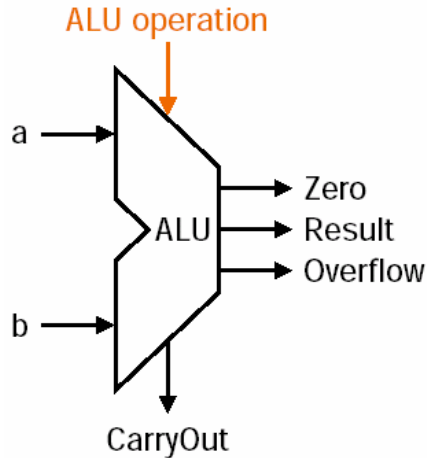 ALU operation
a
Zero
ALU
Result
Overflow
b
CarryOut